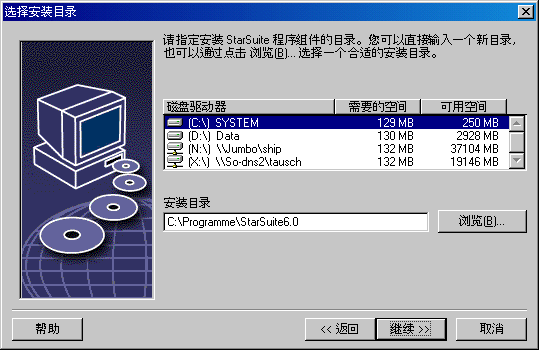 选择安装目录
请指定安装 StarSuite 程序组件的目录。您可以直接输入一个新目录，
也可以通过点击 浏览(B)... 选择一个合适的安装目录。
磁盘驱动器 需要的空间 可用空间
(C:\) SYSTEM 129 MB 250 MB
(D:\) Data 130 MB 2928 MB
(N:\) \\Jumbo\ship 132 MB 37104 MB
(X:\) \\So-dns2\tausch 132 MB 19146 MB
安装目录
C:\Programme\StarSuite6.0 浏览(B)...
帮助 << 返回 继续 >> 取消